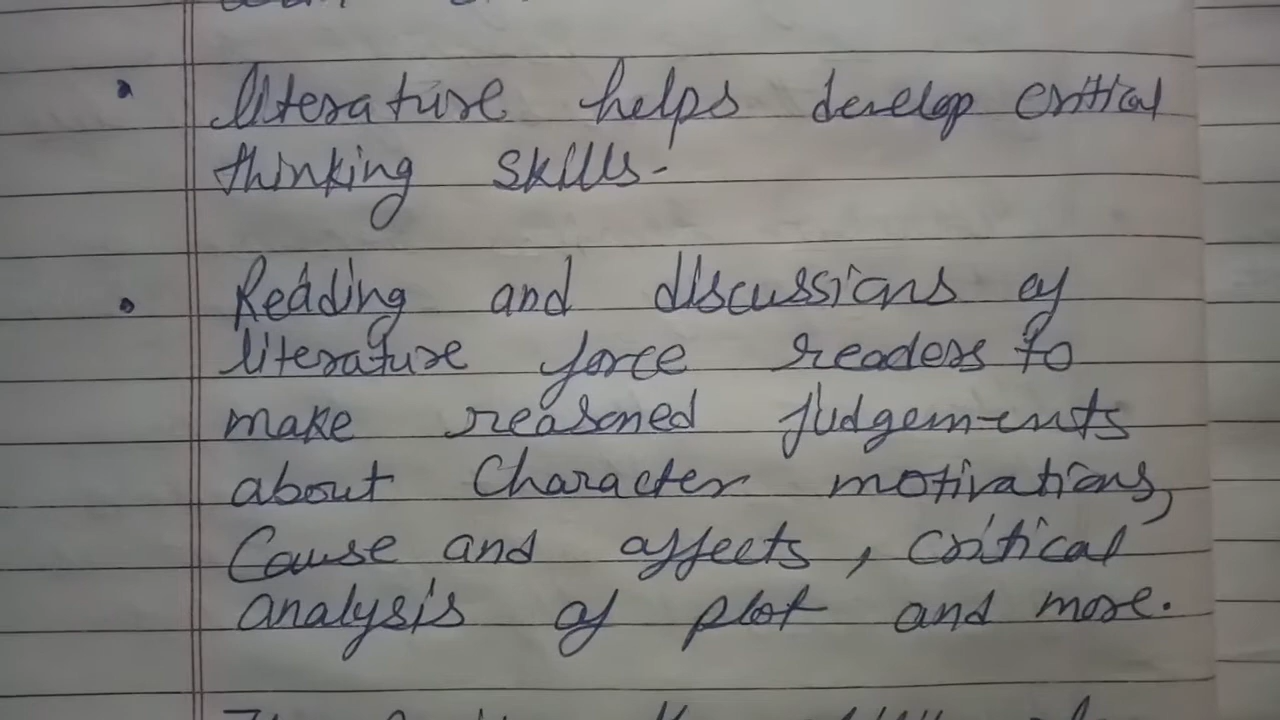 • literature helps develop critical
thinking skills-
• Reading and discussions of
literature force readers to
make reasoned judgements
about Character motivations,
Cause and affects, critical
analysis of plot and more.